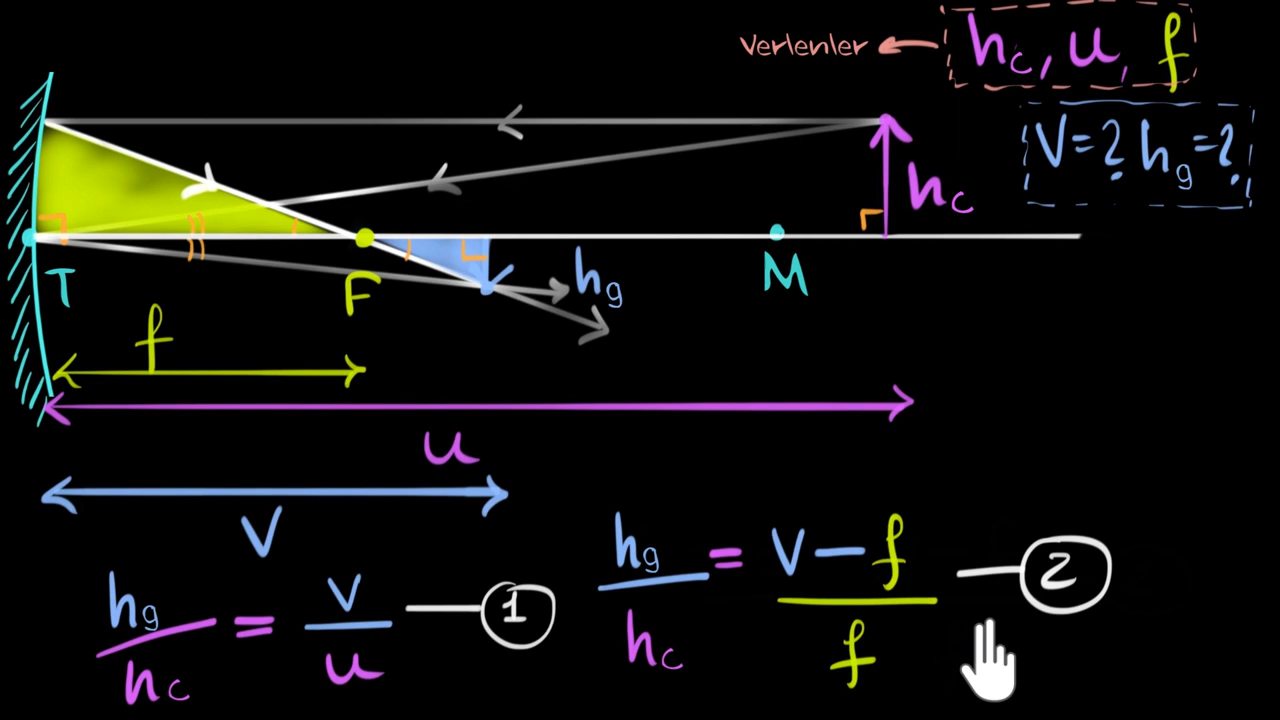 Verlenler ← hc, u, f
V=? hg=?
hc
T F hg M
f
u
V
hg/hc = v/u — 1
hg/hc = V-f/f — 2